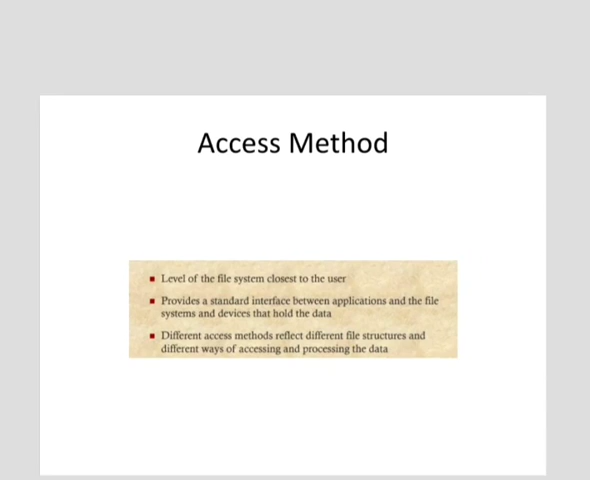 Access Method
▪ Level of the file system closest to the user
▪ Provides a standard interface between applications and the file
systems and devices that hold the data
▪ Different access methods reflect different file structures and
different ways of accessing and processing the data